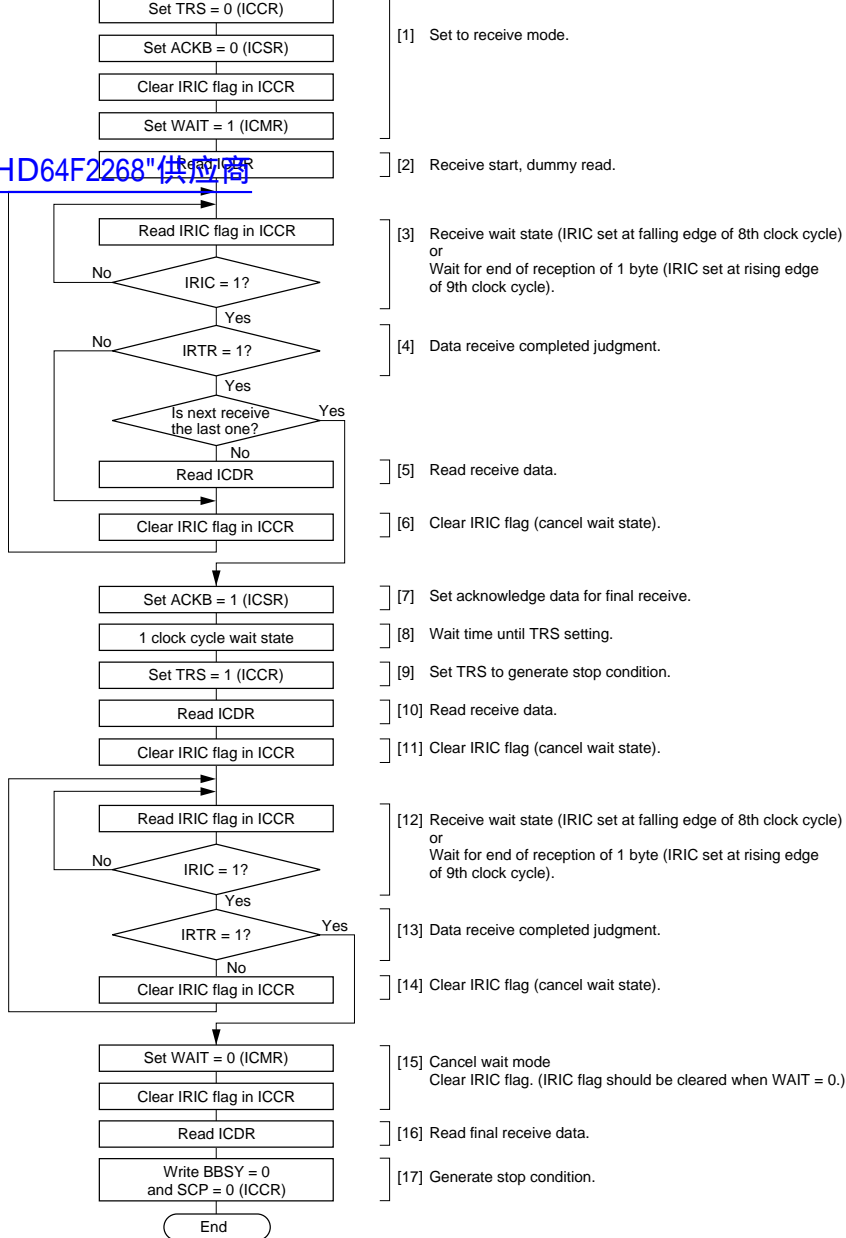 Set TRS = 0 (ICCR)
Set ACKB = 0 (ICSR)
[1] Set to receive mode.
Clear IRIC flag in ICCR
Set WAIT = 1 (ICMR)
HD64F2268"供应商
Read ICDR
[2] Receive start, dummy read.
Read IRIC flag in ICCR
[3] Receive wait state (IRIC set at falling edge of 8th clock cycle)
or
Wait for end of reception of 1 byte (IRIC set at rising edge
of 9th clock cycle).
No
IRIC = 1?
Yes
No
IRTR = 1?
[4] Data receive completed judgment.
Yes
Is next receive
the last one?
Yes
No
Read ICDR
[5] Read receive data.
Clear IRIC flag in ICCR
[6] Clear IRIC flag (cancel wait state).
Set ACKB = 1 (ICSR)
[7] Set acknowledge data for final receive.
1 clock cycle wait state
[8] Wait time until TRS setting.
Set TRS = 1 (ICCR)
[9] Set TRS to generate stop condition.
Read ICDR
[10] Read receive data.
Clear IRIC flag in ICCR
[11] Clear IRIC flag (cancel wait state).
Read IRIC flag in ICCR
[12] Receive wait state (IRIC set at falling edge of 8th clock cycle)
or
Wait for end of reception of 1 byte (IRIC set at rising edge
of 9th clock cycle).
No
IRIC = 1?
Yes
IRTR = 1?
Yes
[13] Data receive completed judgment.
No
Clear IRIC flag in ICCR
[14] Clear IRIC flag (cancel wait state).
Set WAIT = 0 (ICMR)
[15] Cancel wait mode
Clear IRIC flag. (IRIC flag should be cleared when WAIT = 0.)
Clear IRIC flag in ICCR
Read ICDR
[16] Read final receive data.
Write BBSY = 0
and SCP = 0 (ICCR)
[17] Generate stop condition.
End